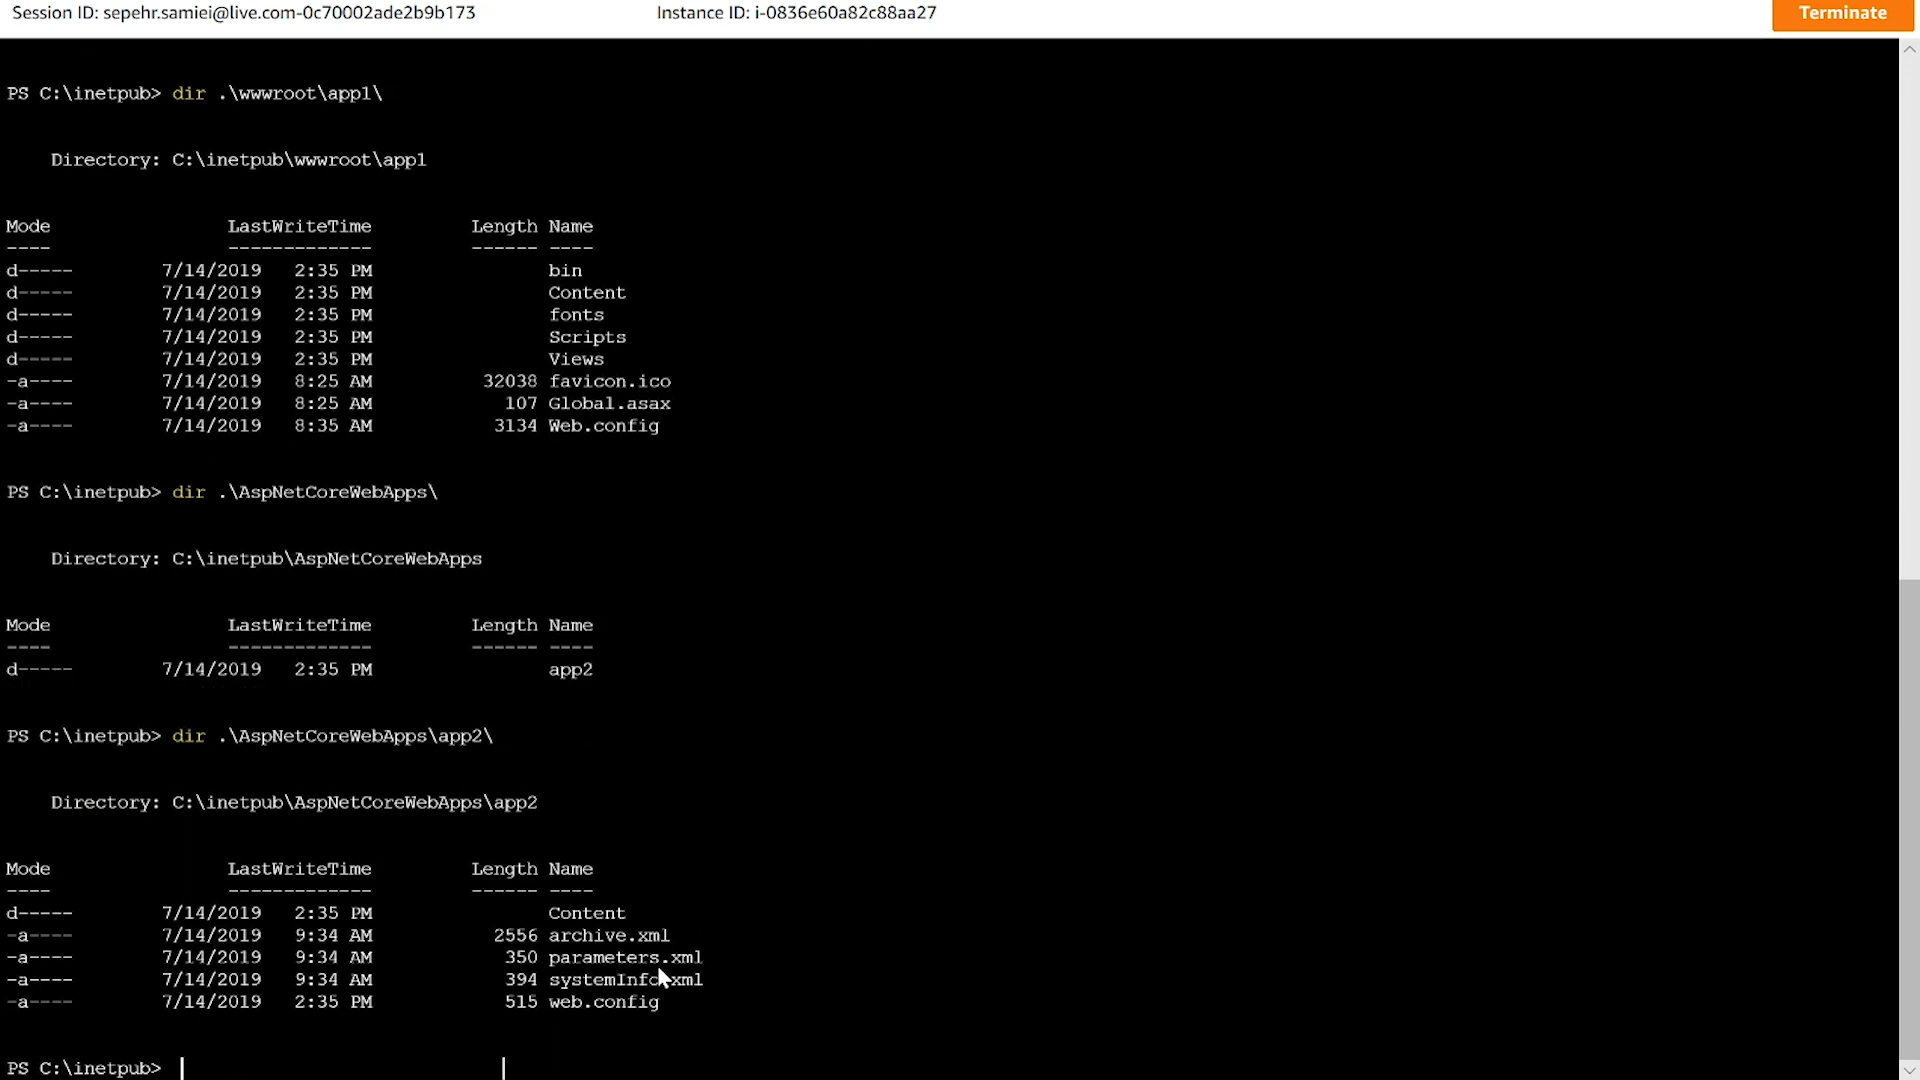 Session ID: sepehr.samiei@live.com-0c70002ade2b9b173 Instance ID: i-0836e60a82c88aa27 Terminate
PS C:\inetpub> dir .\wwwroot\app1\
Directory: C:\inetpub\wwwroot\app1
Mode LastWriteTime Length Name
---- ------------- ------ ----
d----- 7/14/2019 2:35 PM bin
d----- 7/14/2019 2:35 PM Content
d----- 7/14/2019 2:35 PM fonts
d----- 7/14/2019 2:35 PM Scripts
d----- 7/14/2019 2:35 PM Views
-a---- 7/14/2019 8:25 AM 32038 favicon.ico
-a---- 7/14/2019 8:25 AM 107 Global.asax
-a---- 7/14/2019 8:35 AM 3134 Web.config
PS C:\inetpub> dir .\AspNetCoreWebApps\
Directory: C:\inetpub\AspNetCoreWebApps
Mode LastWriteTime Length Name
---- ------------- ------ ----
d----- 7/14/2019 2:35 PM app2
PS C:\inetpub> dir .\AspNetCoreWebApps\app2\
Directory: C:\inetpub\AspNetCoreWebApps\app2
Mode LastWriteTime Length Name
---- ------------- ------ ----
d----- 7/14/2019 2:35 PM Content
-a---- 7/14/2019 9:34 AM 2556 archive.xml
-a---- 7/14/2019 9:34 AM 350 parameters.xml
-a---- 7/14/2019 9:34 AM 394 systemInfo.xml
-a---- 7/14/2019 2:35 PM 515 web.config
PS C:\inetpub>